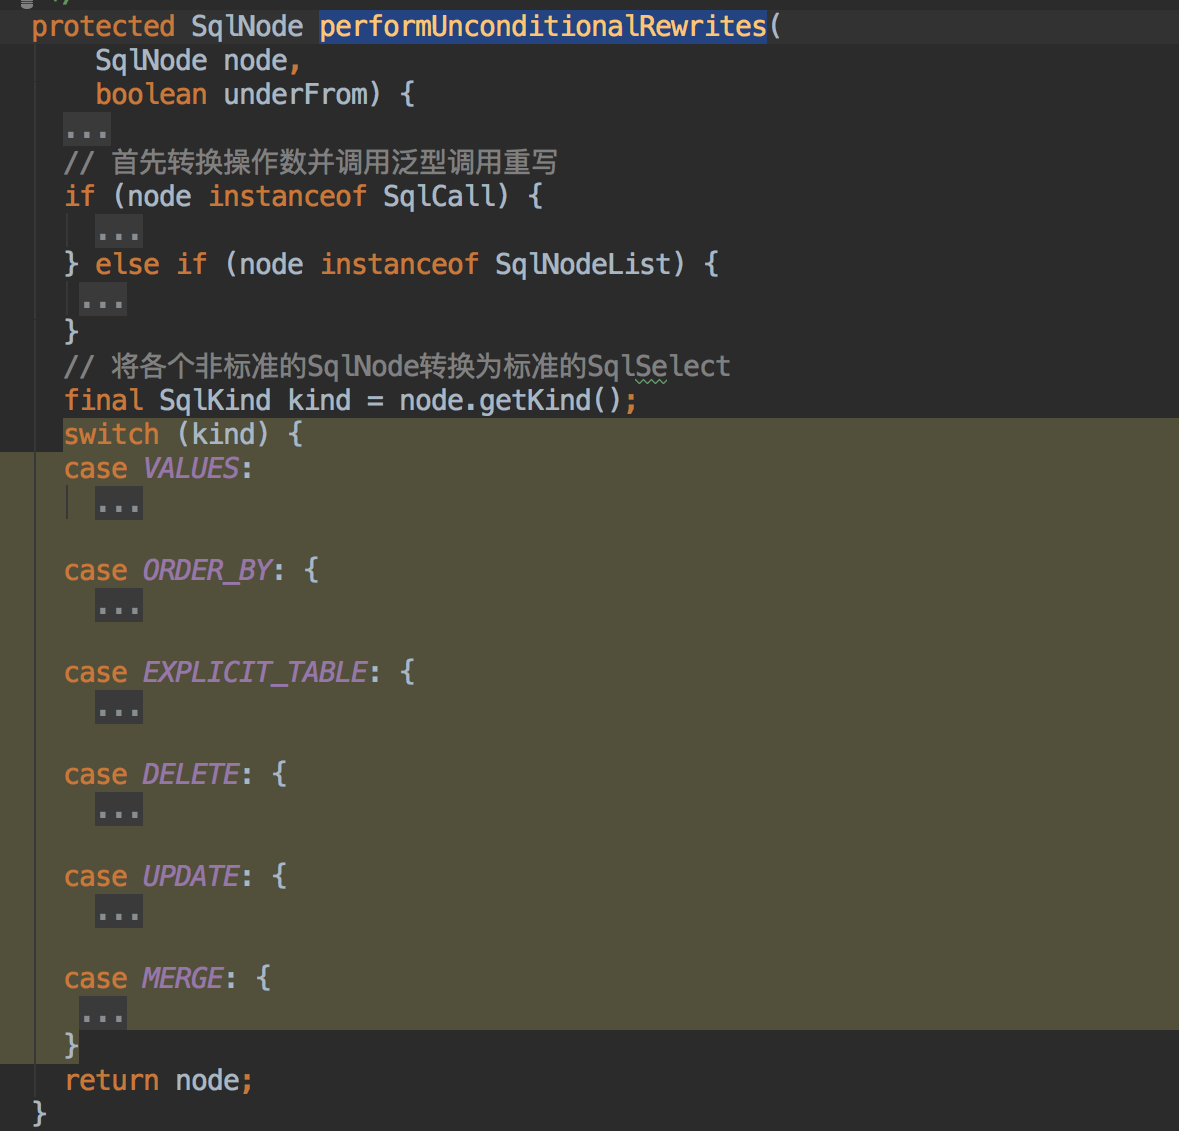 */
protected SqlNode performUnconditionalRewrites(
SqlNode node,
boolean underFrom) {
...
// 首先转换操作数并调用泛型调用重写
if (node instanceof SqlCall) {
...
} else if (node instanceof SqlNodeList) {
...
}
// 将各个非标准的SqlNode转换为标准的SqlSelect
final SqlKind kind = node.getKind();
switch (kind) {
case VALUES:
...
case ORDER_BY: {
...
case EXPLICIT_TABLE: {
...
case DELETE: {
...
case UPDATE: {
...
case MERGE: {
...
}
return node;
}